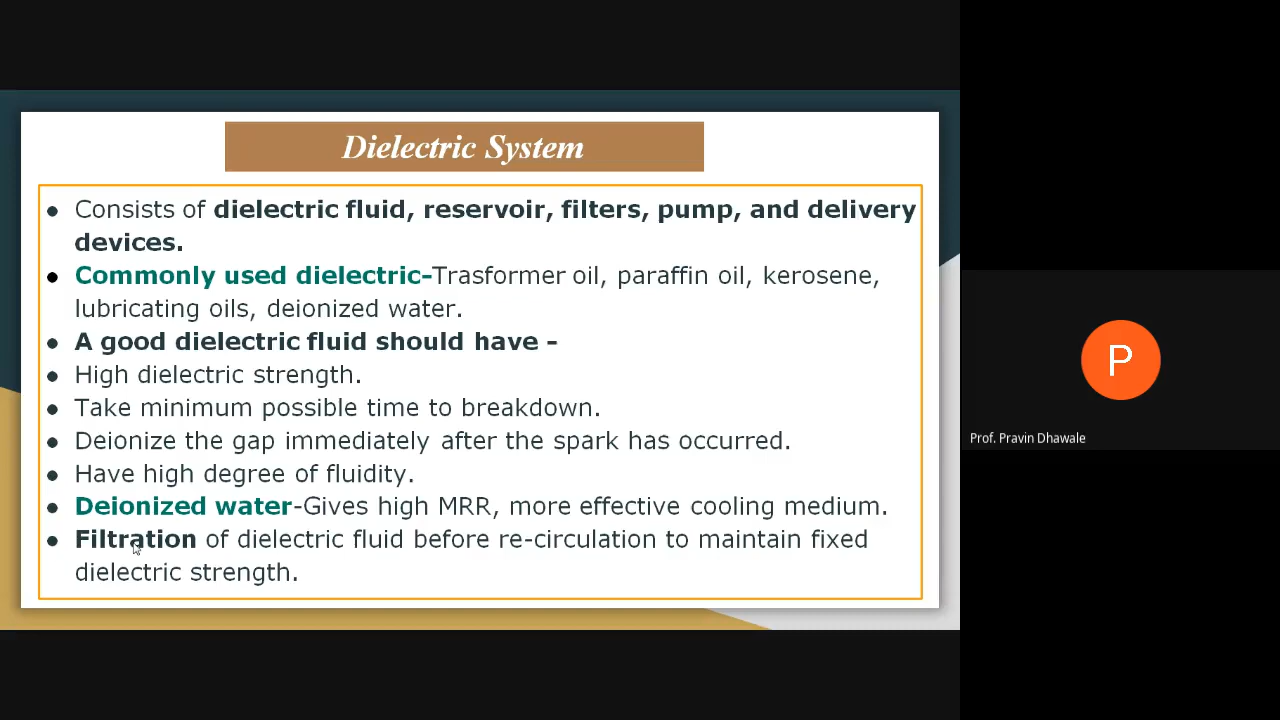 Dielectric System
● Consists of dielectric fluid, reservoir, filters, pump, and delivery
devices.
● Commonly used dielectric-Trasformer oil, paraffin oil, kerosene,
lubricating oils, deionized water.
● A good dielectric fluid should have -
● High dielectric strength.
● Take minimum possible time to breakdown.
● Deionize the gap immediately after the spark has occurred.
● Have high degree of fluidity.
● Deionized water-Gives high MRR, more effective cooling medium.
● Filtration of dielectric fluid before re-circulation to maintain fixed
dielectric strength.
P
Prof. Pravin Dhawale